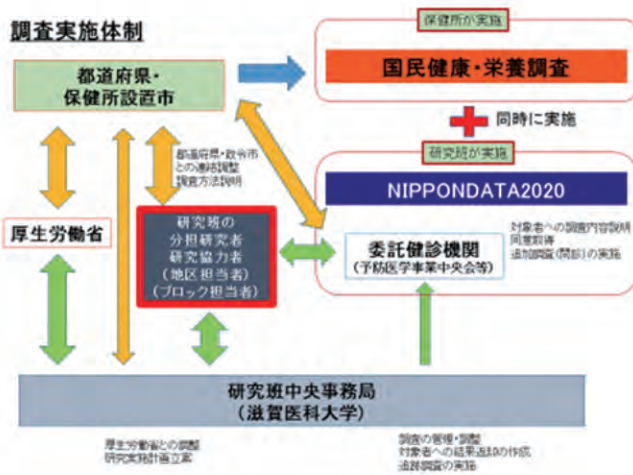 調査実施体制
都道府県・
保健所設置市
保健所が実施
国民健康・栄養調査
同時に実施
研究班が実施
NIPPONDATA2020
都道府県・政令市
との連絡調整
調査方法説明
厚生労働省
研究班の
分担研究者
研究協力者
(地区担当者)
(ブロック担当者)
委託健診機関
(予防医学事業中央会等)
対象者への調査内容説明
同意取得
追加調査(問診)の実施
研究班中央事務局
(滋賀医科大学)
厚生労働省との調整
研究実施計画立案
調査の管理・調整
対象者への結果返却の作成
追跡調査の実施